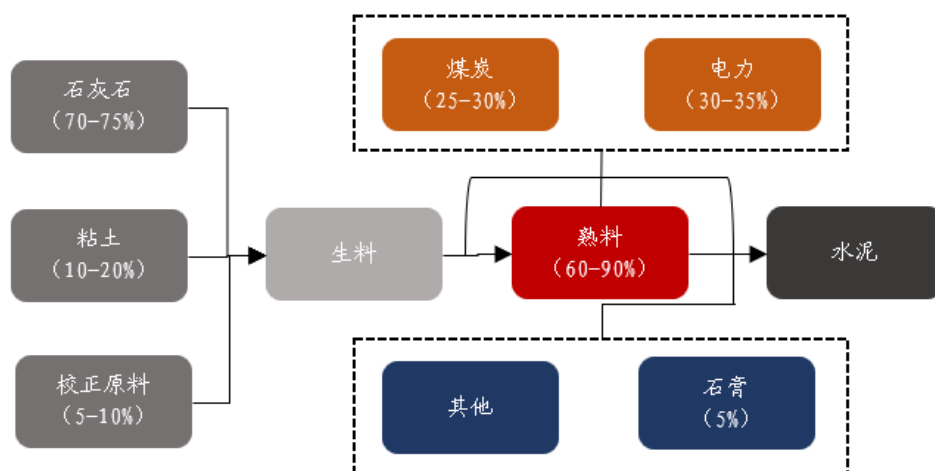 煤炭
（25-30%）
电力
（30-35%）
石灰石
（70-75%）
粘土
（10-20%）
生料
熟料
（60-90%）
水泥
校正原料
（5-10%）
其他
石膏
（5%）